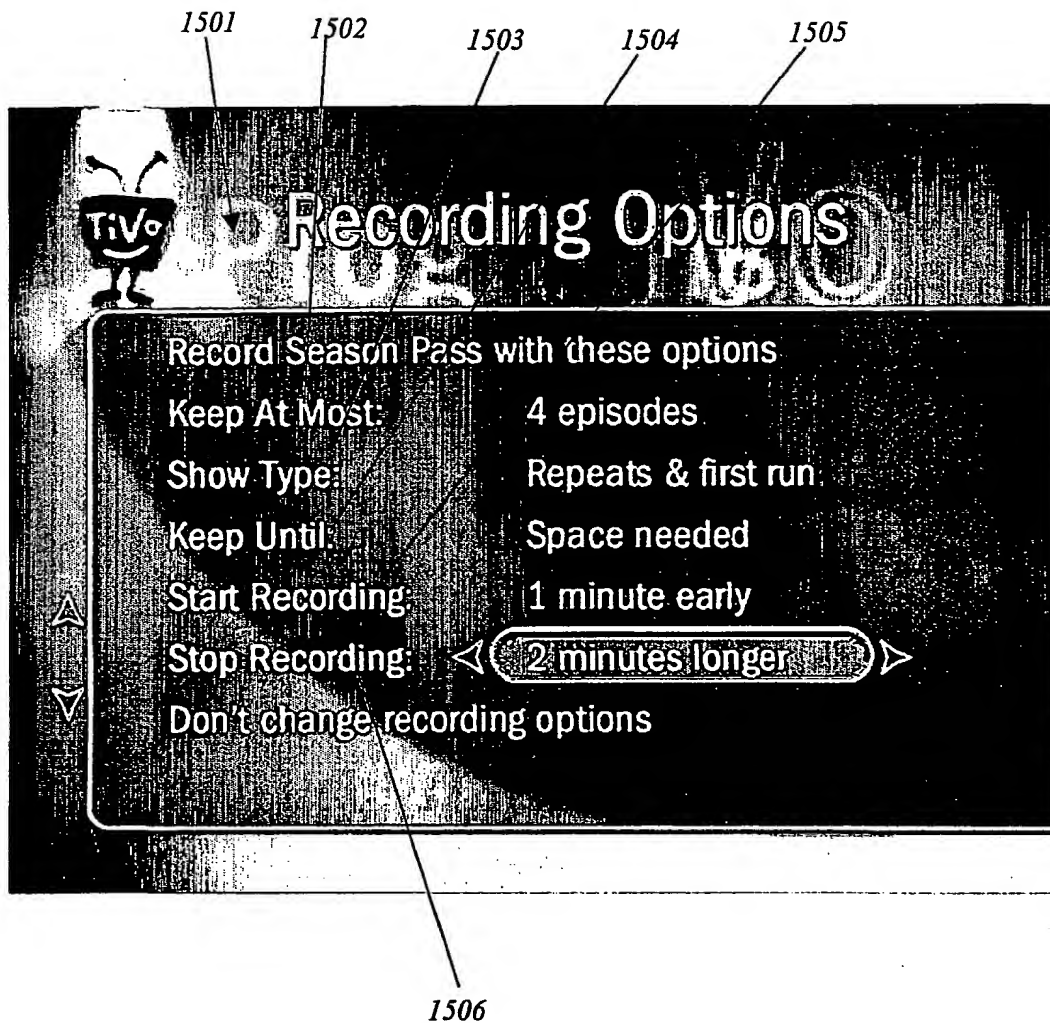 1501 1502 1503 1504 1505
TiVo
Recording Options
Record Season Pass with these options
Keep At Most: 4 episodes
Show Type: Repeats & first run
Keep Until: Space needed
Start Recording: 1 minute early
Stop Recording: 2 minutes longer
Don't change recording options
1506